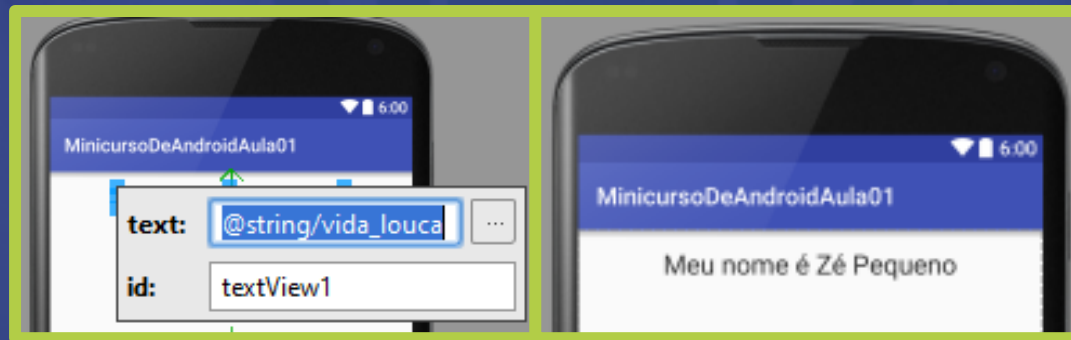 6:00
MinicursoDeAndroidAula01
text: @string/vida_louca ...
id: textView1
6:00
MinicursoDeAndroidAula01
Meu nome é Zé Pequeno